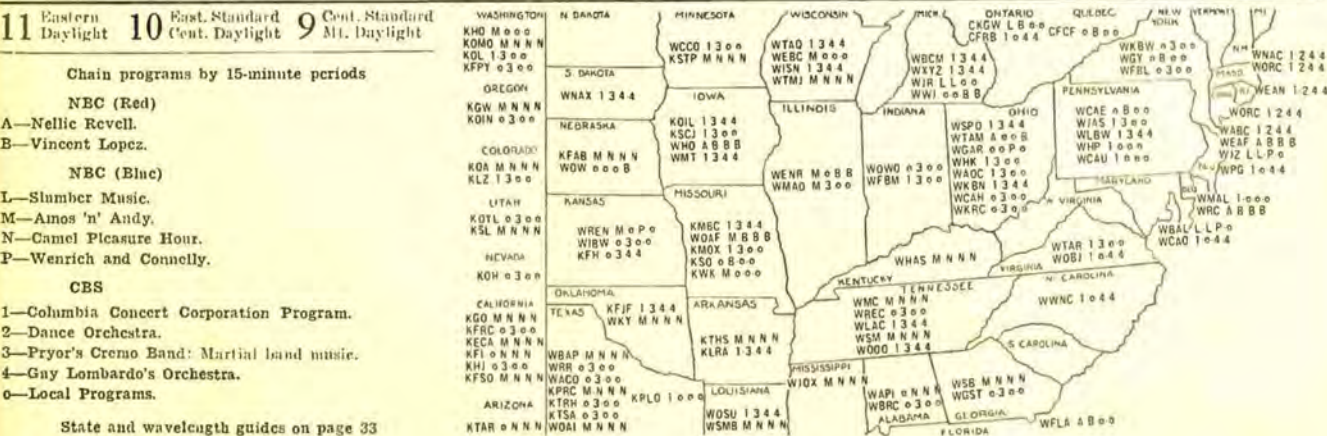 11 Eastern Daylight 10 East. Standard Cent. Daylight 9 Cent. Standard Mt. Daylight
Chain programs by 15-minute periods
NBC (Red)
A—Nellie Revell.
B—Vincent Lopez.
NBC (Blue)
L—Slumber Music.
M—Amos 'n' Andy.
N—Camel Pleasure Hour.
P—Wenrich and Connelly.
CBS
1—Columbia Concert Corporation Program.
2—Dance Orchestra.
3—Pryor's Cremo Band: Martial band music.
4—Guy Lombardo's Orchestra.
o—Local Programs.
State and wavelength guides on page 33
WASHINGTON
KHQ M o o o
KOMO M N N N
KOL 1 3 o o
KFPY o 3 o o
OREGON
KGW M N N N
KOIN o 3 o o
COLORADO
KOA M N N N
KLZ 1 3 o o
UTAH
KSL M N N N
NEVADA
KOH o 3 o o
CALIFORNIA
KGO M N N N
KFRC o 3 o o
KECA M N N N
KFI o N N N
KHJ o 3 o o
KFSD M N N N
ARIZONA
KTAR o N N N
N DAKOTA
S. DAKOTA
WNAX 1 3 4 4
NEBRASKA
KFAB M N N N
WOW o o o B
KANSAS
WREN M o P o
WIBW o 3 o o
KFH o 3 4 4
OKLAHOMA
KFJF 1 3 4 4
WKY M N N N
TEXAS
WBAP M N N N
WRR o 3 o o
WACO o 3 o o
KPRC M N N N
KTRH o 3 o o
KTSA o 3 o o
WOAI M N N N
MINNESOTA
WCCO 1 3 o o
KSTP M N N N
IOWA
KOIL 1 3 4 4
KSCJ 1 3 o o
WHO A B B B
WMT 1 3 4 4
MISSOURI
KMBC 1 3 4 4
WDAF M B B B
KMOX 1 3 o o
KSD o B o o
KWK M o o o
ARKANSAS
KTHS M N N N
KLRA 1 3 4 4
LOUISIANA
KPLO 1 o o o
WDSU 1 3 4 4
WSMB M N N N
WISCONSIN
WTAQ 1 3 4 4
WEBC M o o o
WISN 1 3 4 4
WTMJ M N N N
ILLINOIS
WENR M o B B
WMAQ M 3 o o
MICH
WBCM 1 3 4 4
WXYZ 1 3 4 4
WJR L L o o
WWJ o o B B
INDIANA
WOWO o 3 o o
WFBM 1 3 o o
OHIO
WSPD 1 3 4 4
WTAM A o o B
WGAR o o P o
WHK 1 3 o o
WKBN 1 3 4 4
WCAH o 3 o o
WKRC o 3 o o
ONTARIO
CKGW L B o o
CFRB 1 o 4 4
QUEBEC
CFCF o B o o
NEW YORK
WKBW o 3 o o
WGY o B o o
WFBL o 3 o o
VERMONT
N.H.
MASS.
WNAC 1 2 4 4
WORC 1 2 4 4
WEAN 1 2 4 4
WORC 1 2 4 4
WABC 1 2 4 4
WEAF A B B B
WJZ L L P o
WPG 1 o 4 4
PENNSYLVANIA
WCAE o B o o
WJAS 1 3 o o
WLBW 1 3 4 4
WHP 1 o o o
WCAU 1 o o o
MARYLAND
WMAL 1 o o o
WRC A B B B
WBAL L L P o
WCAO 1 o 4 4
W VIRGINIA
VIRGINIA
WTAR 1 3 o o
WDBJ 1 o 4 4
KENTUCKY
WHAS M N N N
TENNESSEE
WMC M N N N
WREC o 3 o o
WLAC 1 3 4 4
WSM M N N N
WDOD 1 3 4 4
N. CAROLINA
WWNC 1 o 4 4
S CAROLINA
MISSISSIPPI
WJDX M N N N
ALABAMA
WAPI o N N N
WBRC o 3 o o
GEORGIA
WSB M N N N
WGST o 3 o o
FLORIDA
WFLA A B o o